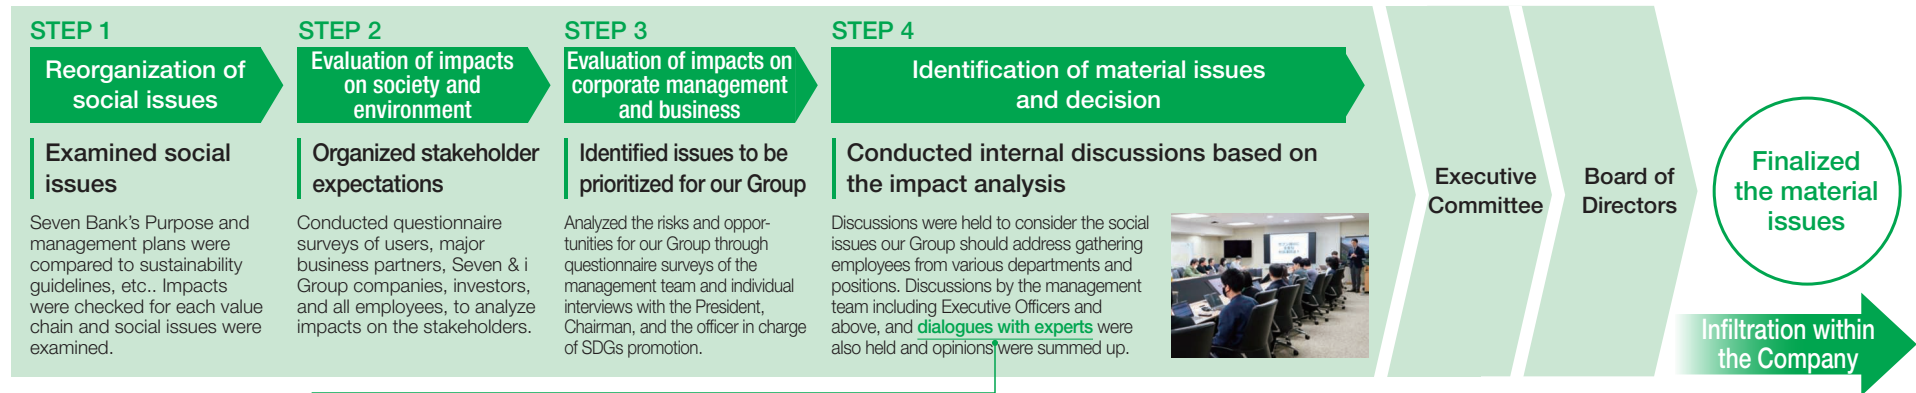 STEP 1
Reorganization of
social issues
Examined social
issues
Seven Bank's Purpose and
management plans were
compared to sustainability
guidelines, etc.. Impacts
were checked for each value
chain and social issues were
examined.
STEP 2
Evaluation of impacts
on society and
environment
Organized stakeholder
expectations
Conducted questionnaire
surveys of users, major
business partners, Seven & i
Group companies, investors,
and all employees, to analyze
impacts on the stakeholders.
STEP 3
Evaluation of impacts on
corporate management
and business
Identified issues to be
prioritized for our Group
Analyzed the risks and oppor-
tunities for our Group through
questionnaire surveys of the
management team and individual
interviews with the President,
Chairman, and the officer in charge
of SDGs promotion.
STEP 4
Identification of material issues
and decision
Conducted internal discussions based on
the impact analysis
Discussions were held to consider the social
issues our Group should address gathering
employees from various departments and
positions. Discussions by the management
team including Executive Officers and
above, and dialogues with experts were
also held and opinions were summed up.
Executive
Committee
Board of
Directors
Finalized
the material
issues
Infiltration within
the Company